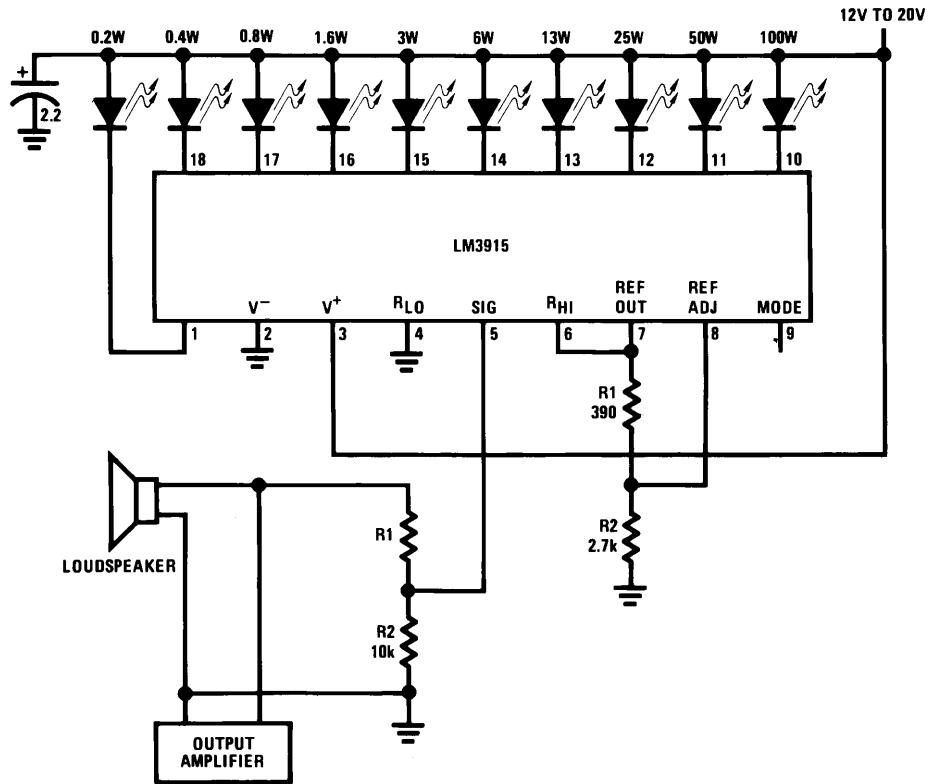 12V TO 20V
0.2W 0.4W 0.8W 1.6W 3W 6W 13W 25W 50W 100W
+
2.2
18 17 16 15 14 13 12 11 10
LM3915
V− V+ RLO SIG RHI REF OUT REF ADJ MODE
1 2 3 4 5 6 7 8 9
R1
390
R2
2.7k
LOUDSPEAKER
R1
R2
10k
OUTPUT
AMPLIFIER